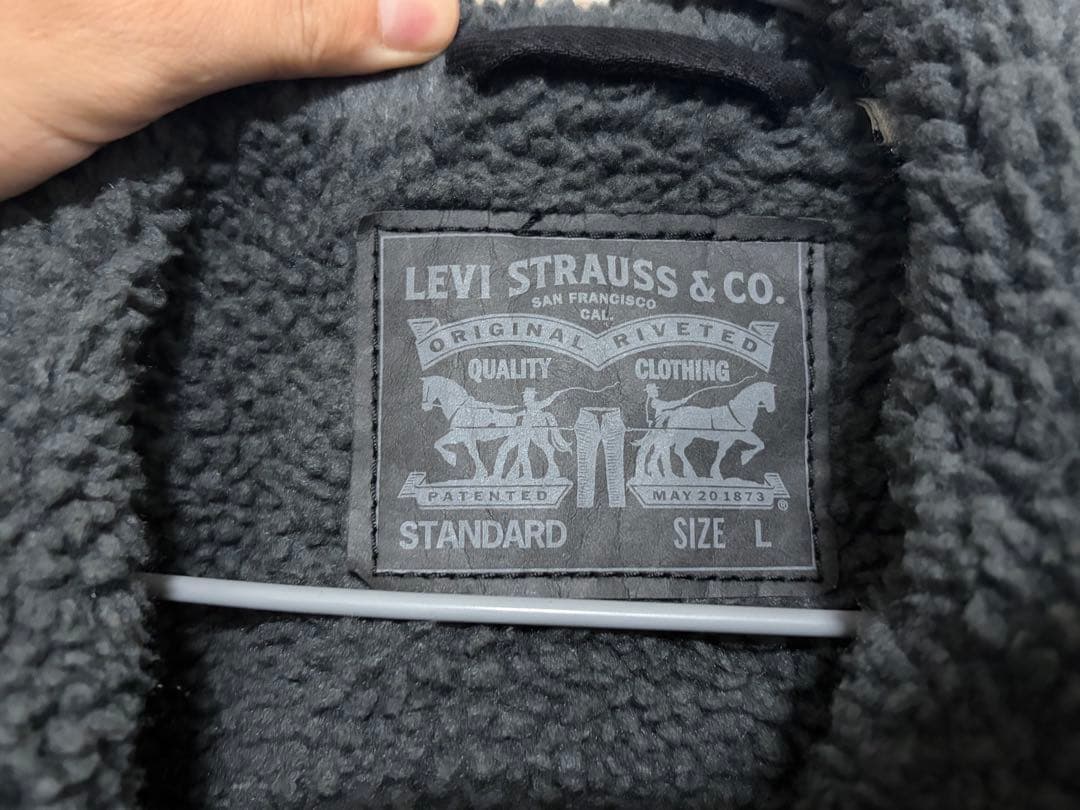 LEVI STRAUSS & CO.
SAN FRANCISCO
CAL.
ORIGINAL RIVETED
QUALITY CLOTHING
PATENTED MAY 20 1873 ®
STANDARD SIZE L